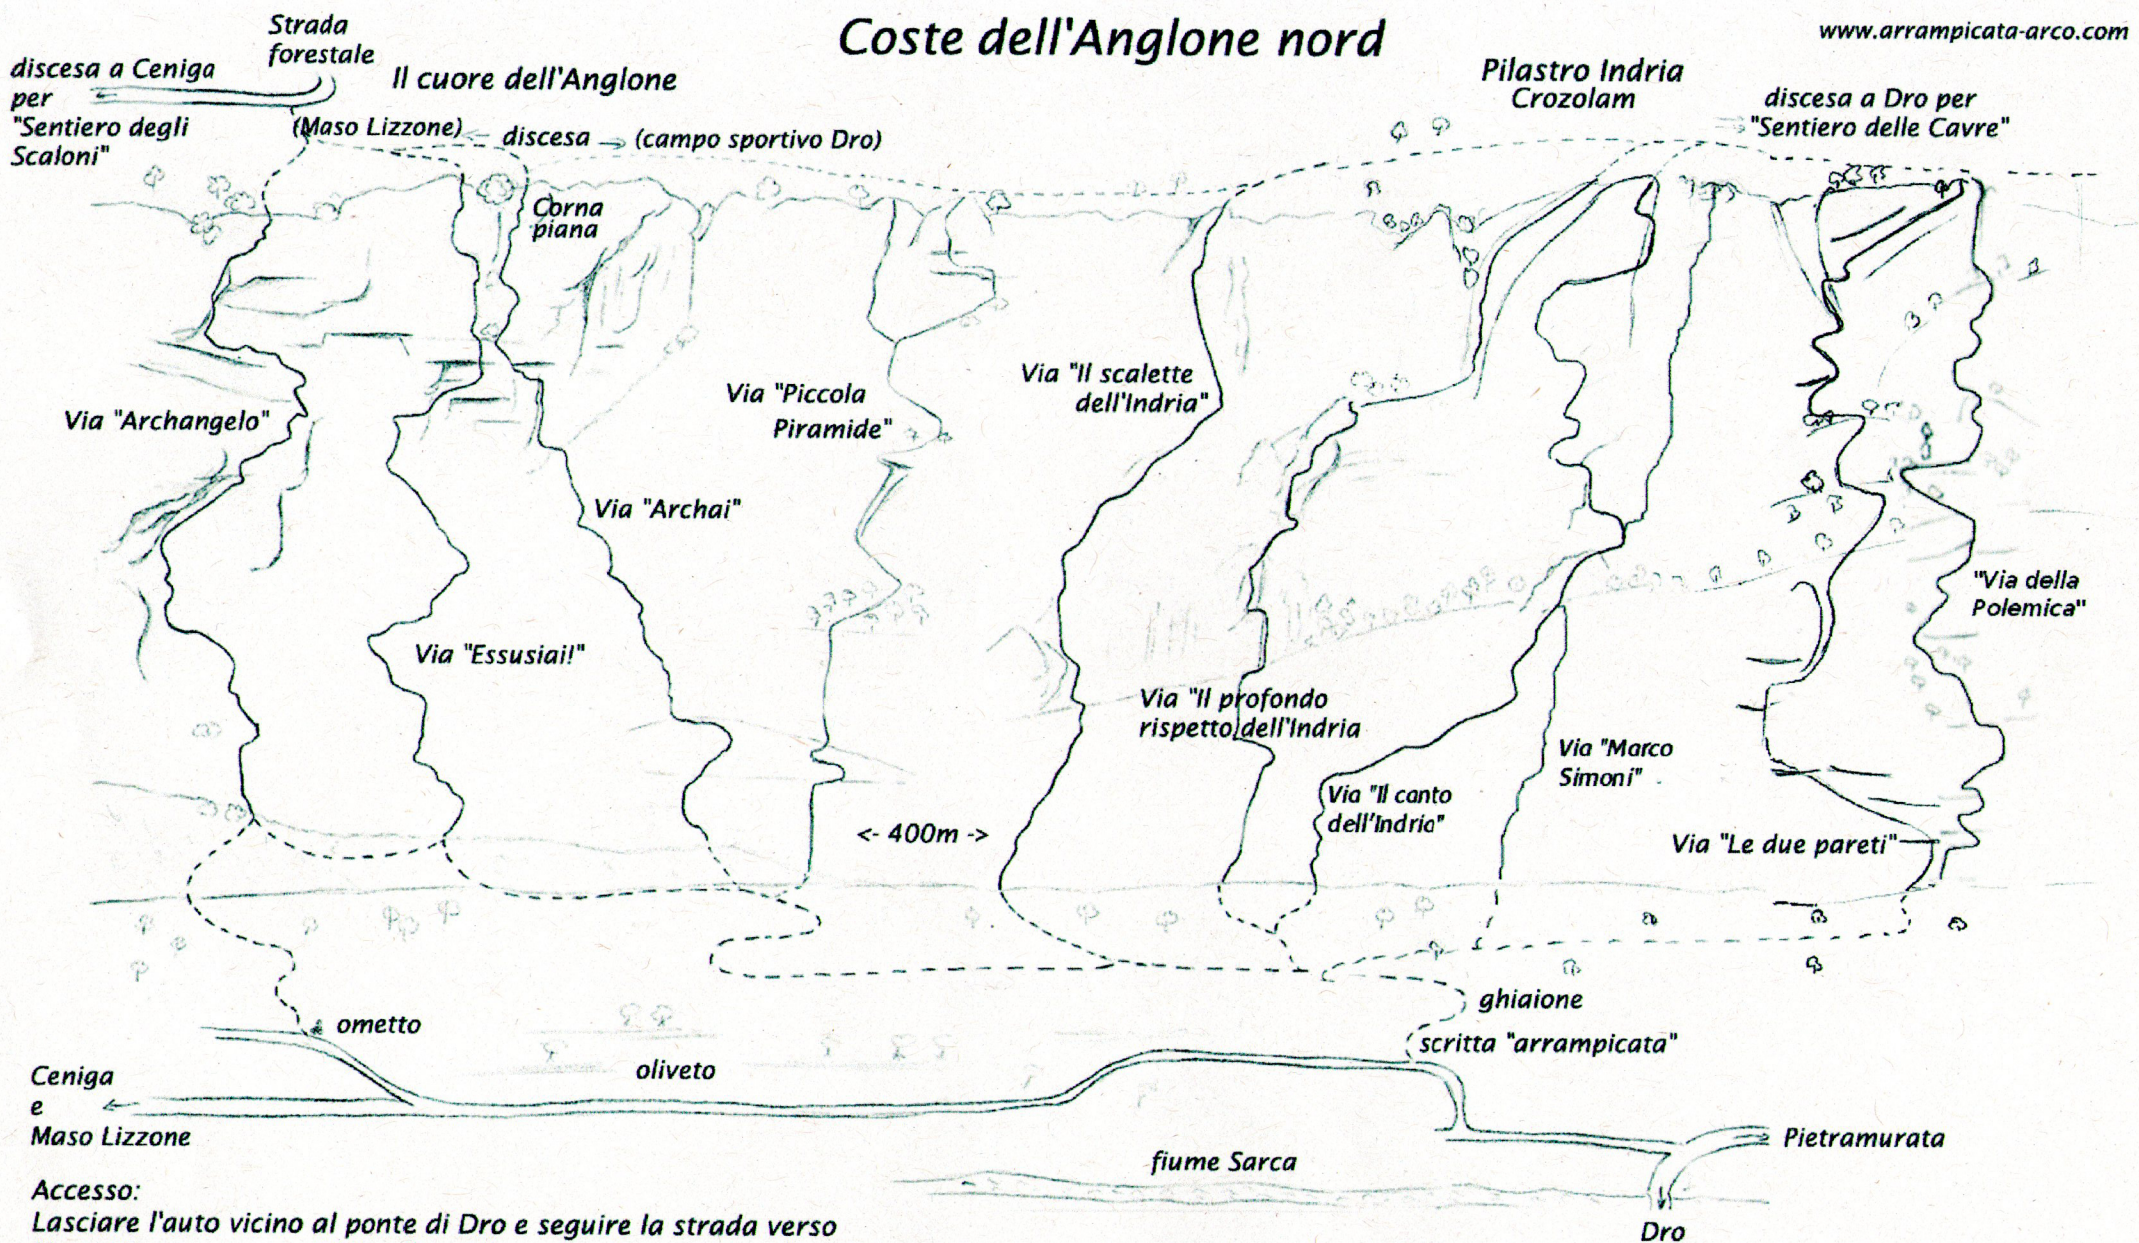 Coste dell'Anglone nord
www.arrampicata-arco.com
Strada
forestale
discesa a Ceniga
per
"Sentiero degli
Scaloni"
Il cuore dell'Anglone
(Maso Lizzone)
discesa
(campo sportivo Dro)
Pilastro Indria
Crozolam
discesa a Dro per
"Sentiero delle Cavre"
Corna
piana
Via "Archangelo"
Via "Piccola
Piramide"
Via "Il scalette
dell'Indria"
Via "Archai"
Via "Essusiai!"
"Via della
Polemica"
Via "Il profondo
rispetto dell'Indria
Via "Marco
Simoni"
Via "Il canto
dell'Indria"
<- 400m ->
Via "Le due pareti"
ghiaione
ometto
scritta "arrampicata"
oliveto
Ceniga
e
Maso Lizzone
Pietramurata
fiume Sarca
Dro
Accesso:
Lasciare l'auto vicino al ponte di Dro e seguire la strada verso